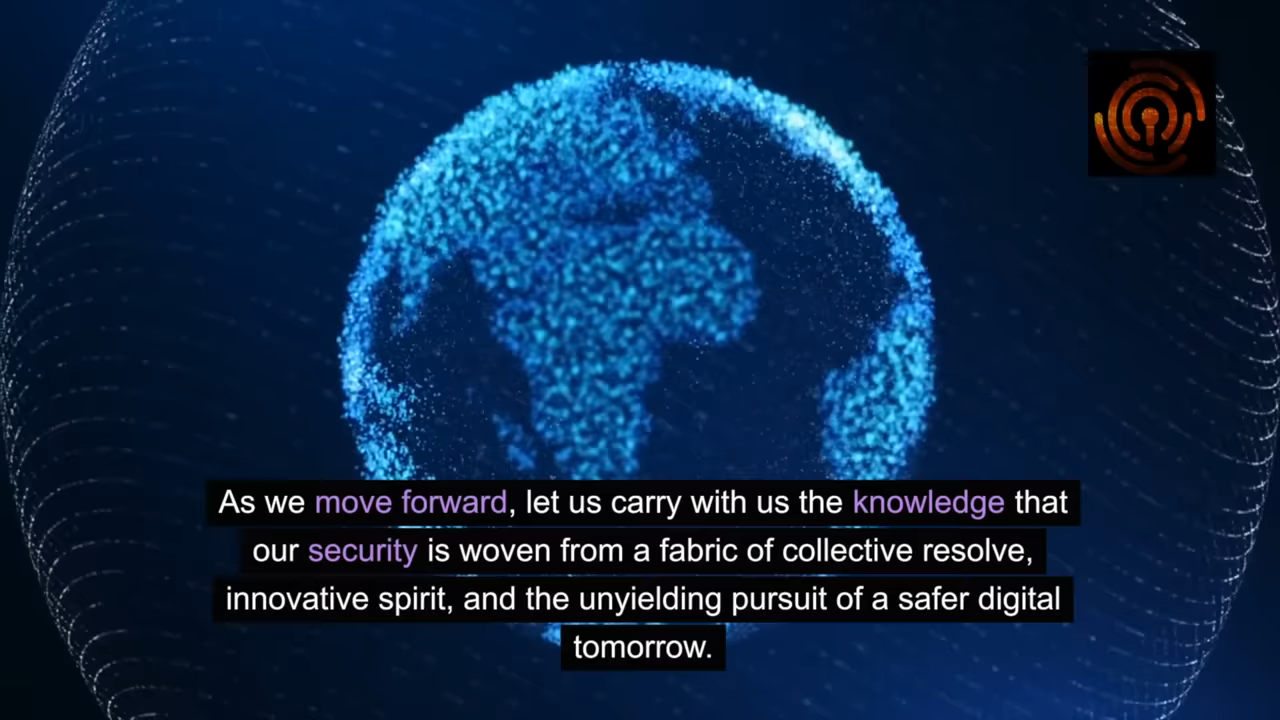 As we move forward, let us carry with us the knowledge that
our security is woven from a fabric of collective resolve,
innovative spirit, and the unyielding pursuit of a safer digital
tomorrow.